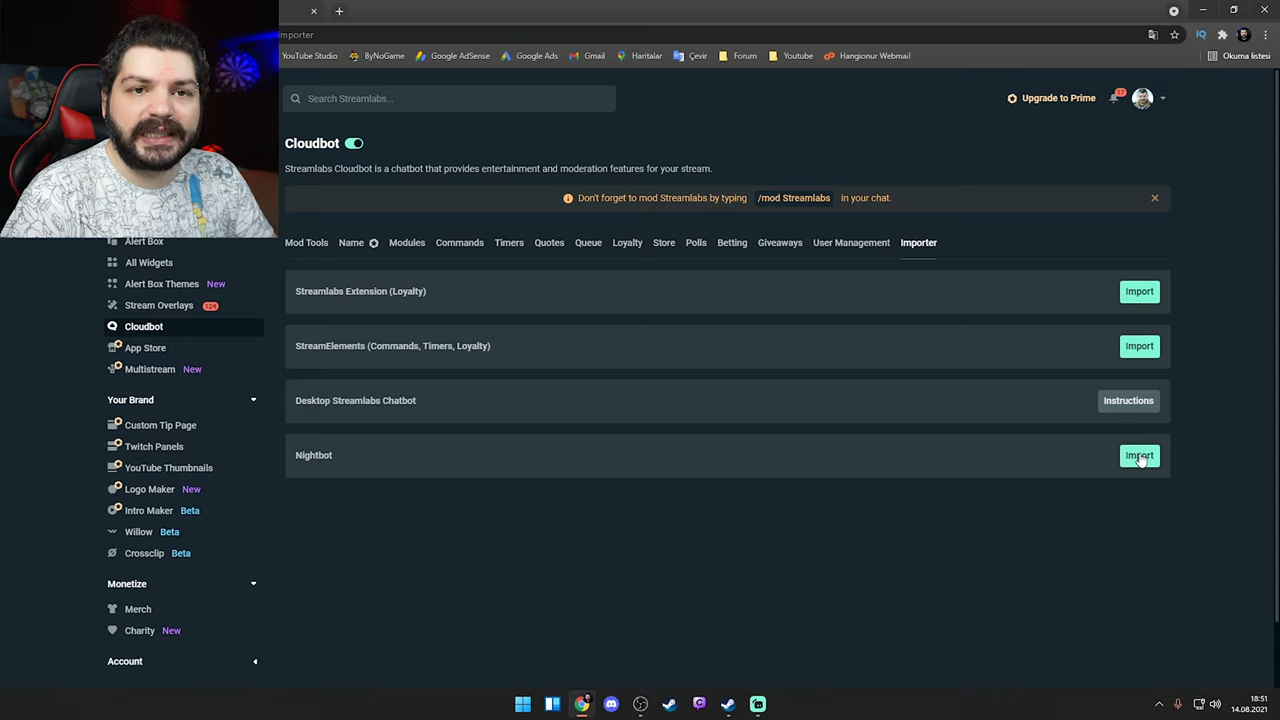 importer
YouTube Studio ByNoGame Google AdSense Google Ads Gmail Haritalar Çevir Forum Youtube Hangionur Webmail Okuma listesi
Search Streamlabs...
Upgrade to Prime 17
Cloudbot
Streamlabs Cloudbot is a chatbot that provides entertainment and moderation features for your stream.
Don't forget to mod Streamlabs by typing /mod Streamlabs in your chat.
Mod Tools Name Modules Commands Timers Quotes Queue Loyalty Store Polls Betting Giveaways User Management Importer
Streamlabs Extension (Loyalty) Import
StreamElements (Commands, Timers, Loyalty) Import
Desktop Streamlabs Chatbot Instructions
Nightbot Import
Alert Box
All Widgets
Alert Box Themes New
Stream Overlays 124
Cloudbot
App Store
Multistream New
Your Brand
Custom Tip Page
Twitch Panels
YouTube Thumbnails
Logo Maker New
Intro Maker Beta
Willow Beta
Crossclip Beta
Monetize
Merch
Charity New
Account
18:51
14.08.2021